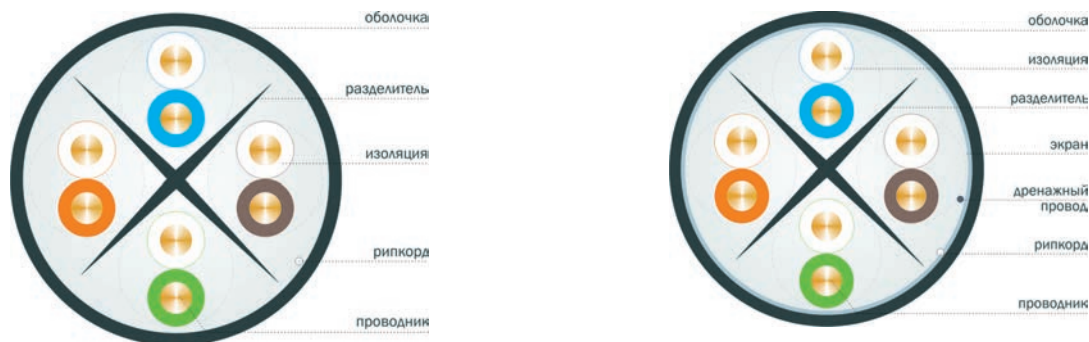 оболочка
разделитель
изоляция
рипкорд
проводник
оболочка
изоляция
разделитель
экран
дренажный
провод
рипкорд
проводник